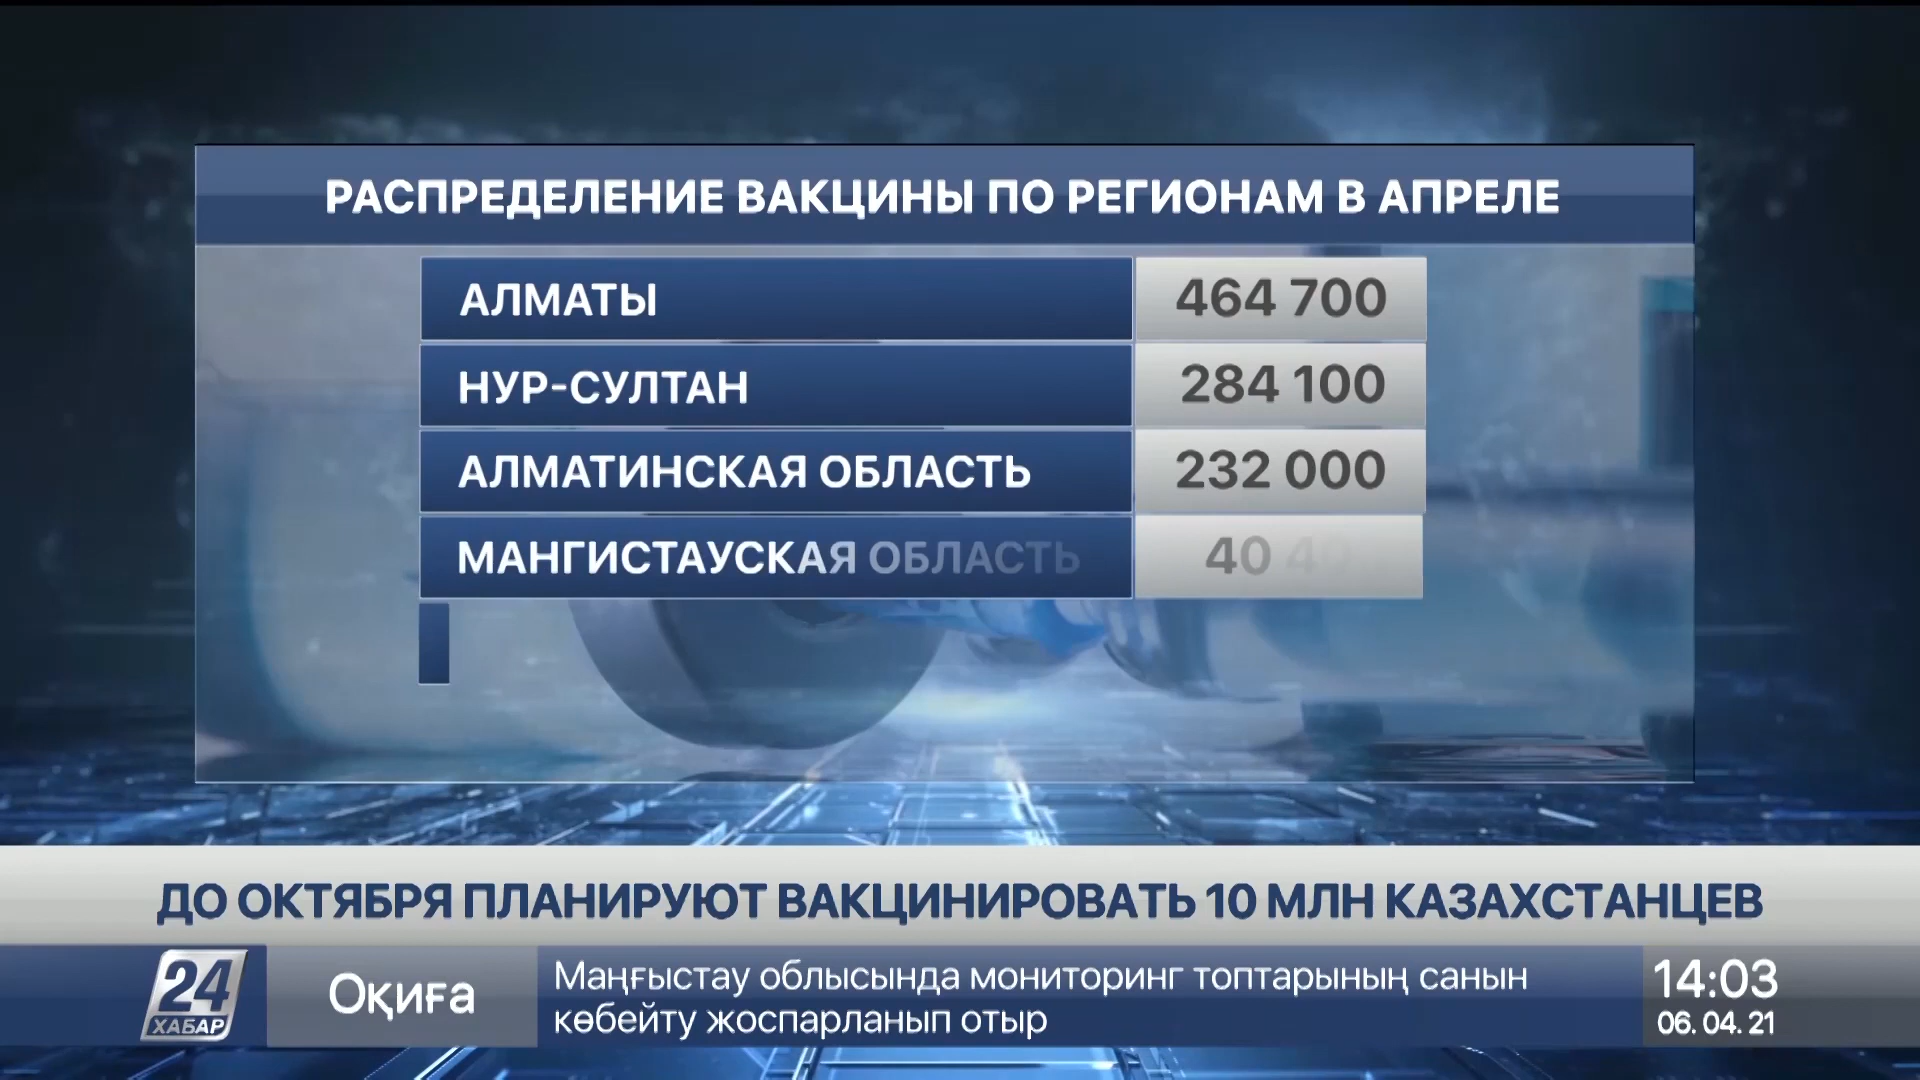 РАСПРЕДЕЛЕНИЕ ВАКЦИНЫ ПО РЕГИОНАМ В АПРЕЛЕ
АЛМАТЫ 464 700
НУР-СУЛТАН 284 100
АЛМАТИНСКАЯ ОБЛАСТЬ 232 000
МАНГИСТАУСКАЯ ОБЛАСТЬ 40
ДО ОКТЯБРЯ ПЛАНИРУЮТ ВАКЦИНИРОВАТЬ 10 МЛН КАЗАХСТАНЦЕВ
24 ХАБАР
Оқиға
Маңғыстау облысында мониторинг топтарының санын
көбейту жоспарланып отыр
14:03
06. 04. 21